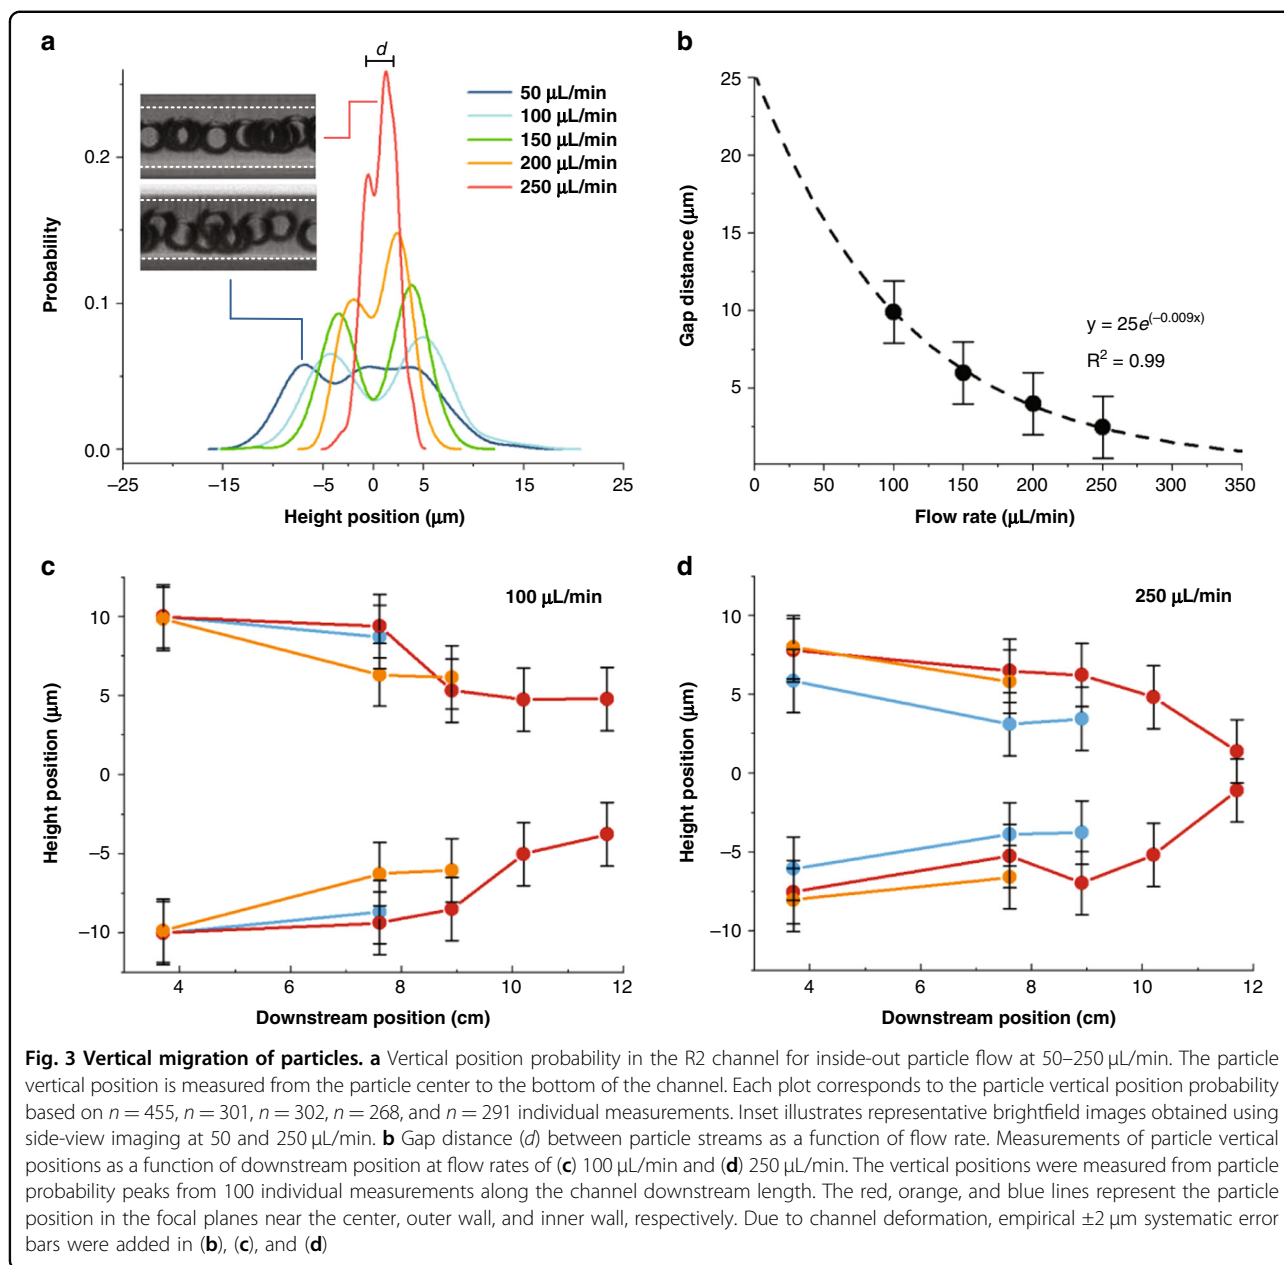 a
d
50 μL/min
100 μL/min
150 μL/min
200 μL/min
250 μL/min
0.2
0.1
0.0
Probability
−25
−15
−5
0
5
15
25
Height position (μm)
b
25
20
15
10
5
Gap distance (μm)
y = 25e(−0.009x)
R2 = 0.99
0
50
100
150
200
250
300
350
Flow rate (μL/min)
c
100 μL/min
10
5
0
−5
−10
Height position (μm)
4
6
8
10
12
Downstream position (cm)
d
250 μL/min
10
5
0
−5
−10
Height position (μm)
4
6
8
10
12
Downstream position (cm)
Fig. 3 Vertical migration of particles. a Vertical position probability in the R2 channel for inside-out particle flow at 50–250 μL/min. The particle
vertical position is measured from the particle center to the bottom of the channel. Each plot corresponds to the particle vertical position probability
based on n = 455, n = 301, n = 302, n = 268, and n = 291 individual measurements. Inset illustrates representative brightfield images obtained using
side-view imaging at 50 and 250 μL/min. b Gap distance (d) between particle streams as a function of flow rate. Measurements of particle vertical
positions as a function of downstream position at flow rates of (c) 100 μL/min and (d) 250 μL/min. The vertical positions were measured from particle
probability peaks from 100 individual measurements along the channel downstream length. The red, orange, and blue lines represent the particle
position in the focal planes near the center, outer wall, and inner wall, respectively. Due to channel deformation, empirical ±2 μm systematic error
bars were added in (b), (c), and (d)